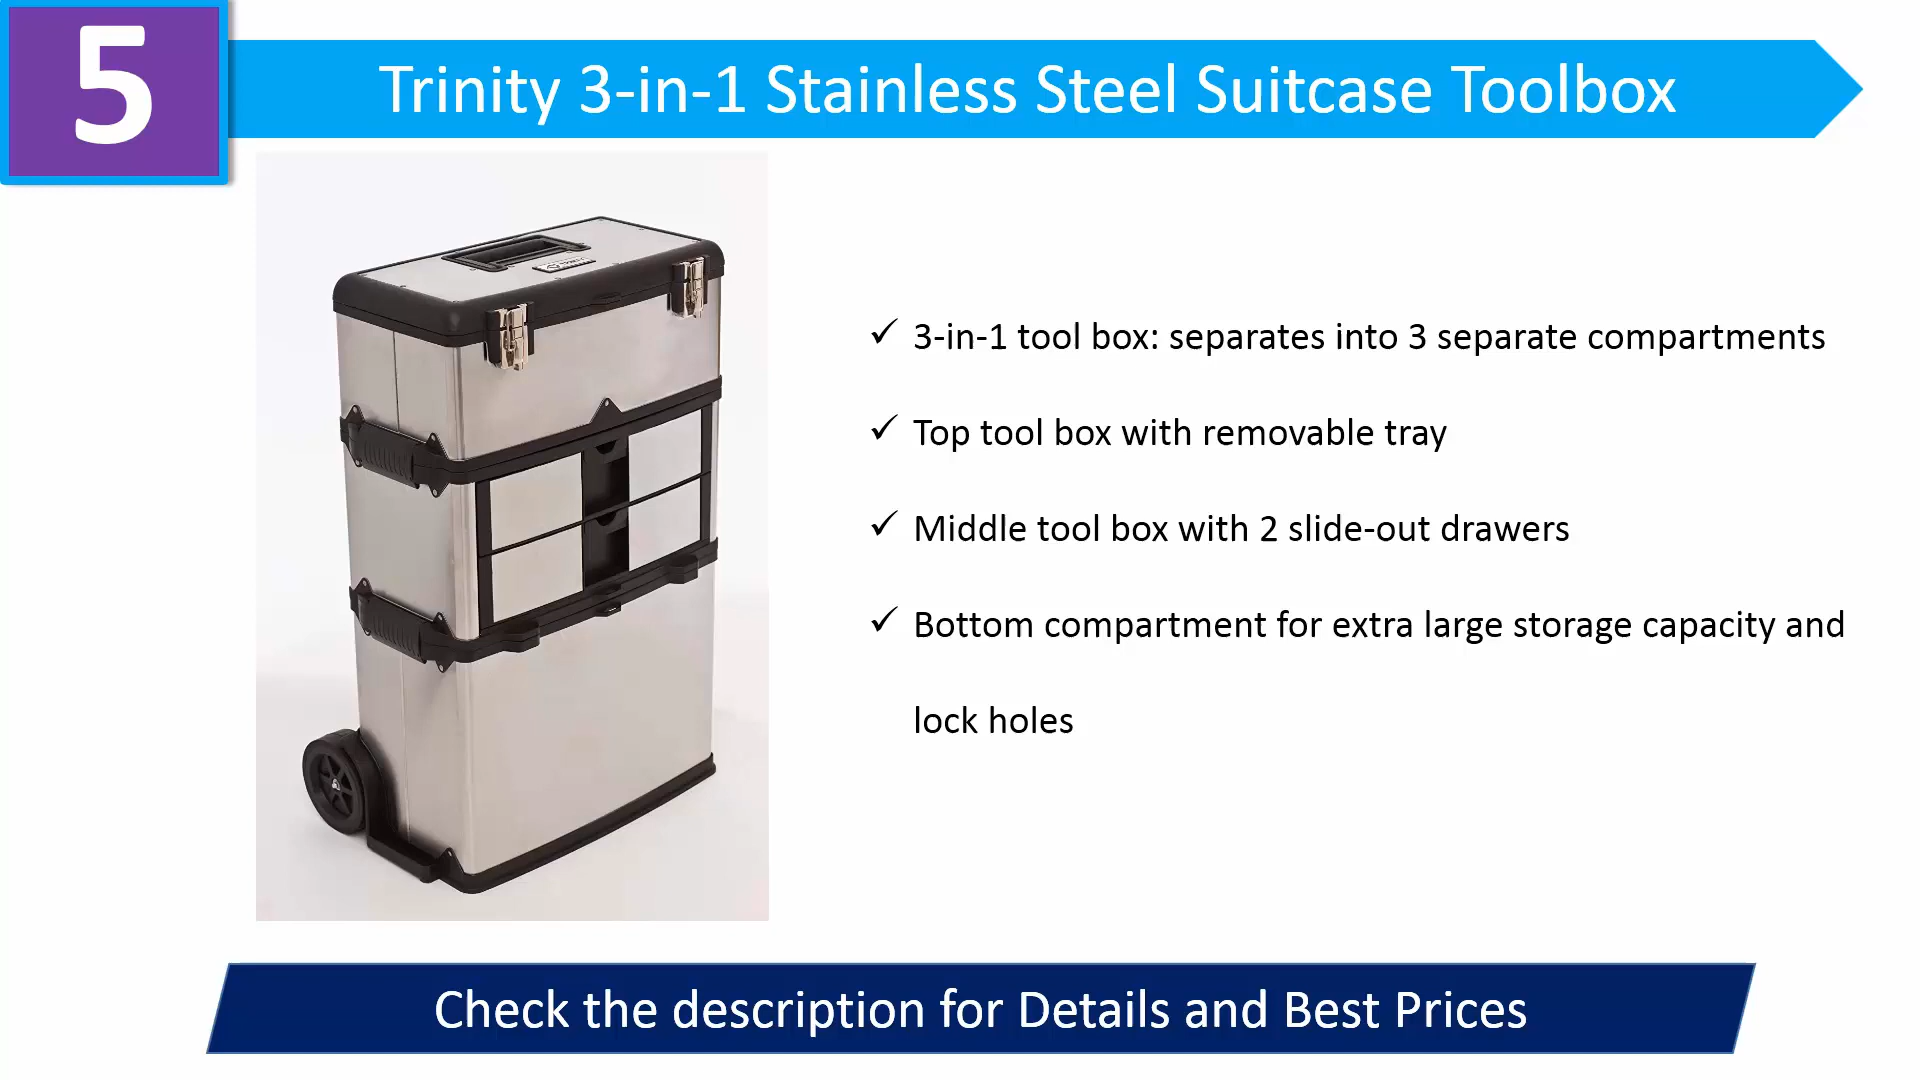 5
Trinity 3-in-1 Stainless Steel Suitcase Toolbox
✓ 3-in-1 tool box: separates into 3 separate compartments
✓ Top tool box with removable tray
✓ Middle tool box with 2 slide-out drawers
✓ Bottom compartment for extra large storage capacity and
lock holes
Check the description for Details and Best Prices